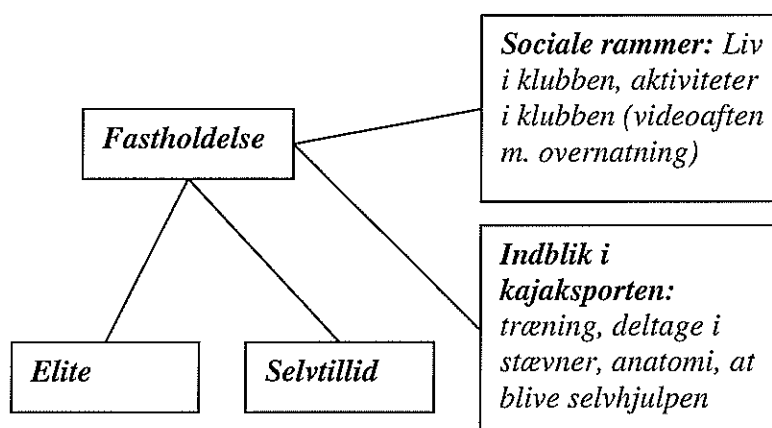 Sociale rammer: Liv
i klubben, aktiviteter
i klubben (videoaften
m. overnatning)
Fastholdelse
Indblik i
kajaksporten:
træning, deltage i
stævner, anatomi, at
blive selvhjulpen
Elite
Selvtillid